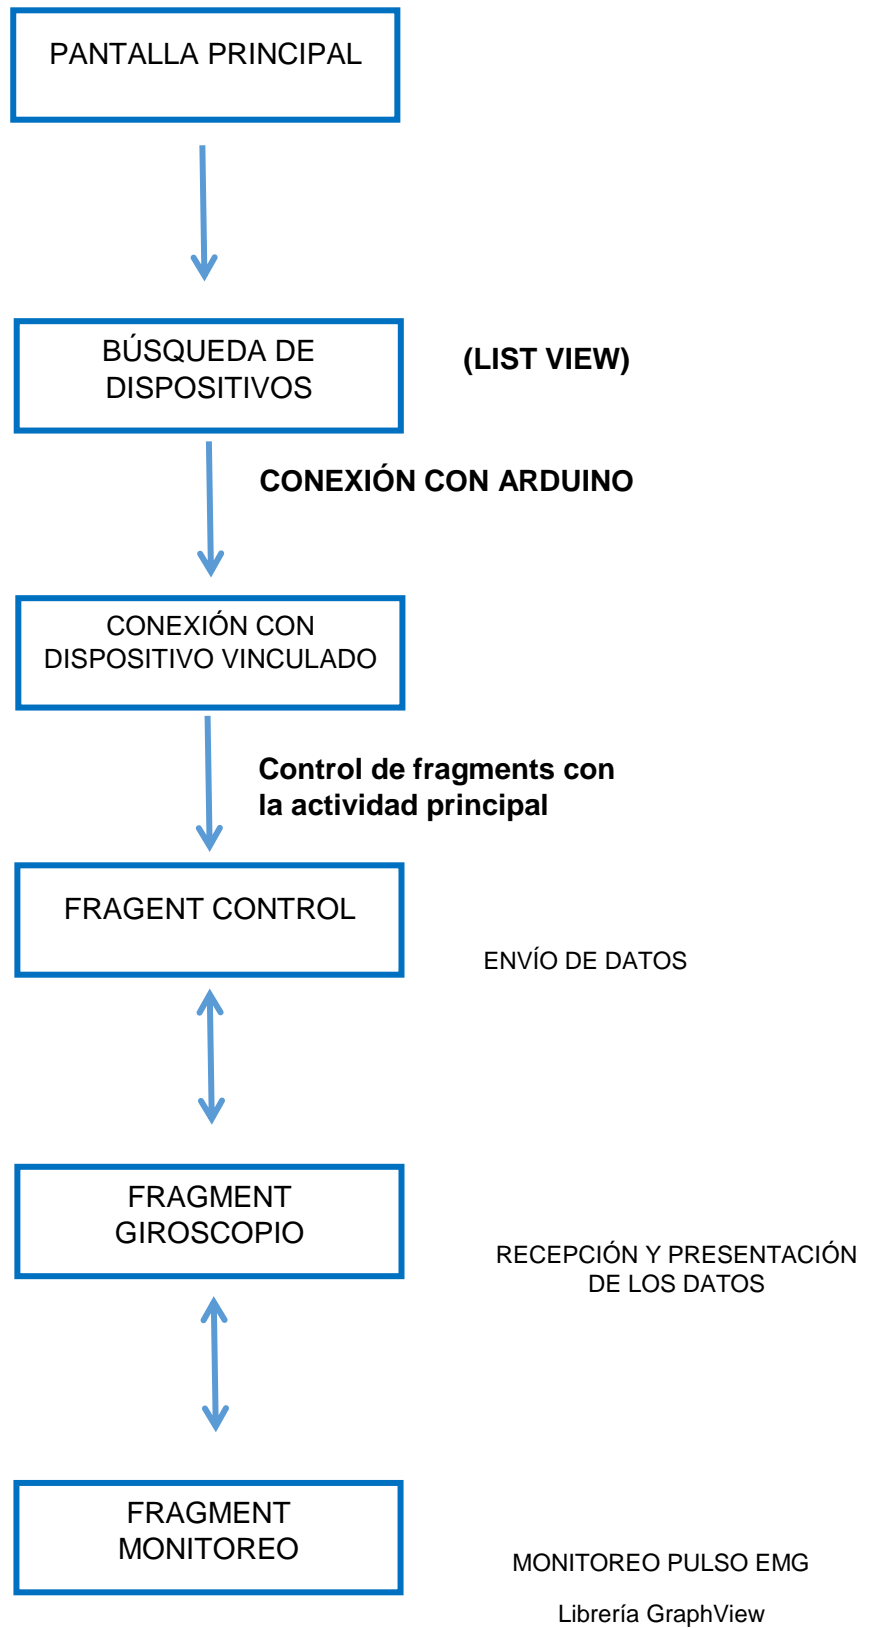 PANTALLA PRINCIPAL
BÚSQUEDA DE
DISPOSITIVOS
(LIST VIEW)
CONEXIÓN CON ARDUINO
CONEXIÓN CON
DISPOSITIVO VINCULADO
Control de fragments con
la actividad principal
FRAGENT CONTROL
ENVÍO DE DATOS
FRAGMENT
GIROSCOPIO
RECEPCIÓN Y PRESENTACIÓN
DE LOS DATOS
FRAGMENT
MONITOREO
MONITOREO PULSO EMG
Librería GraphView